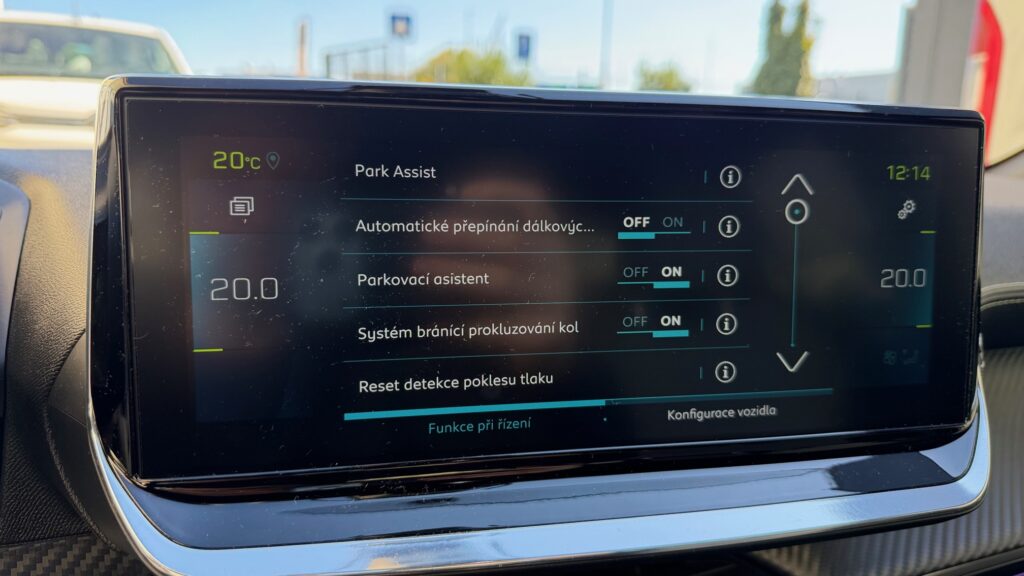 20°C
12:14
Park Assist
Automatické přepínání dálkovýc... OFF ON
20.0
Parkovací asistent OFF ON
20.0
Systém bránící prokluzování kol OFF ON
Reset detekce poklesu tlaku
Funkce při řízení
Konfigurace vozidla